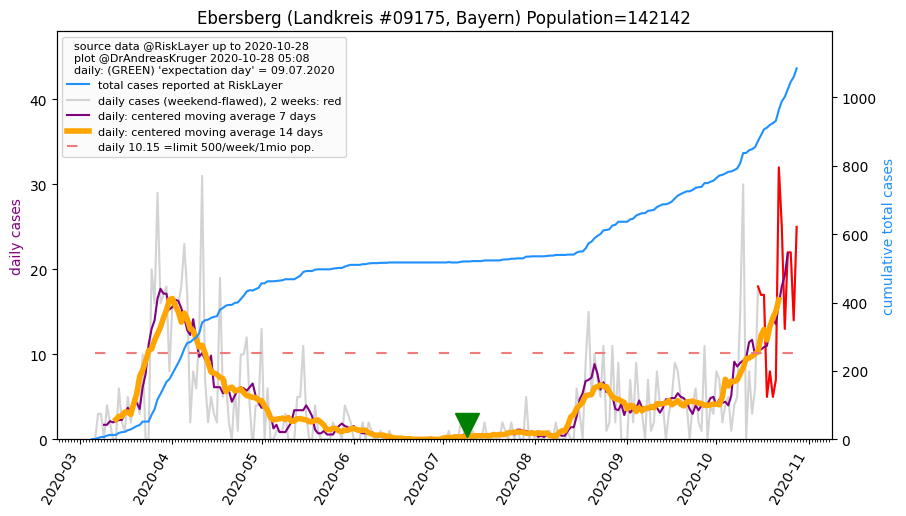 Ebersberg (Landkreis #09175, Bayern) Population=142142
source data @RiskLayer up to 2020-10-28
plot @DrAndreasKruger 2020-10-28 05:08
daily: (GREEN) 'expectation day' = 09.07.2020
total cases reported at RiskLayer
daily cases (weekend-flawed), 2 weeks: red
daily: centered moving average 7 days
daily: centered moving average 14 days
daily 10.15 =limit 500/week/1mio pop.
daily cases
40
30
20
10
0
cumulative total cases
1000
800
600
400
200
0
2020-03
2020-04
2020-05
2020-06
2020-07
2020-08
2020-09
2020-10
2020-11